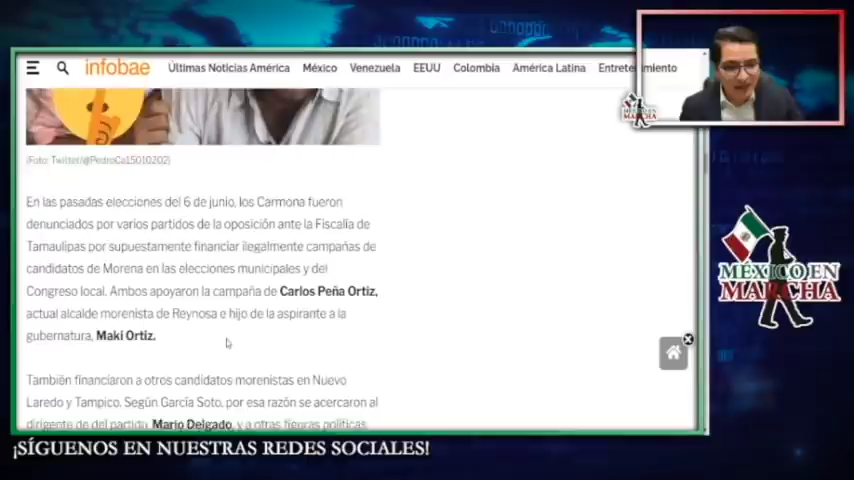 infobae
Últimas Noticias América México Venezuela EEUU Colombia América Latina Entretenimiento
MÉXICO EN
MARCHA
(Foto: Twitter/@PedroCa15010202)
En las pasadas elecciones del 6 de junio, los Carmona fueron
denunciados por varios partidos de la oposición ante la Fiscalía de
Tamaulipas por supuestamente financiar ilegalmente campañas de
candidatos de Morena en las elecciones municipales y del
Congreso local. Ambos apoyaron la campaña de Carlos Peña Ortiz,
actual alcalde morenista de Reynosa e hijo de la aspirante a la
gubernatura, Maki Ortiz.
También financiaron a otros candidatos morenistas en Nuevo
Laredo y Tampico. Según García Soto, por esa razón se acercaron al
dirigente de del partido, Mario Delgado, y a otras figuras políticas,
MÉXICO EN
MARCHA
¡SÍGUENOS EN NUESTRAS REDES SOCIALES!